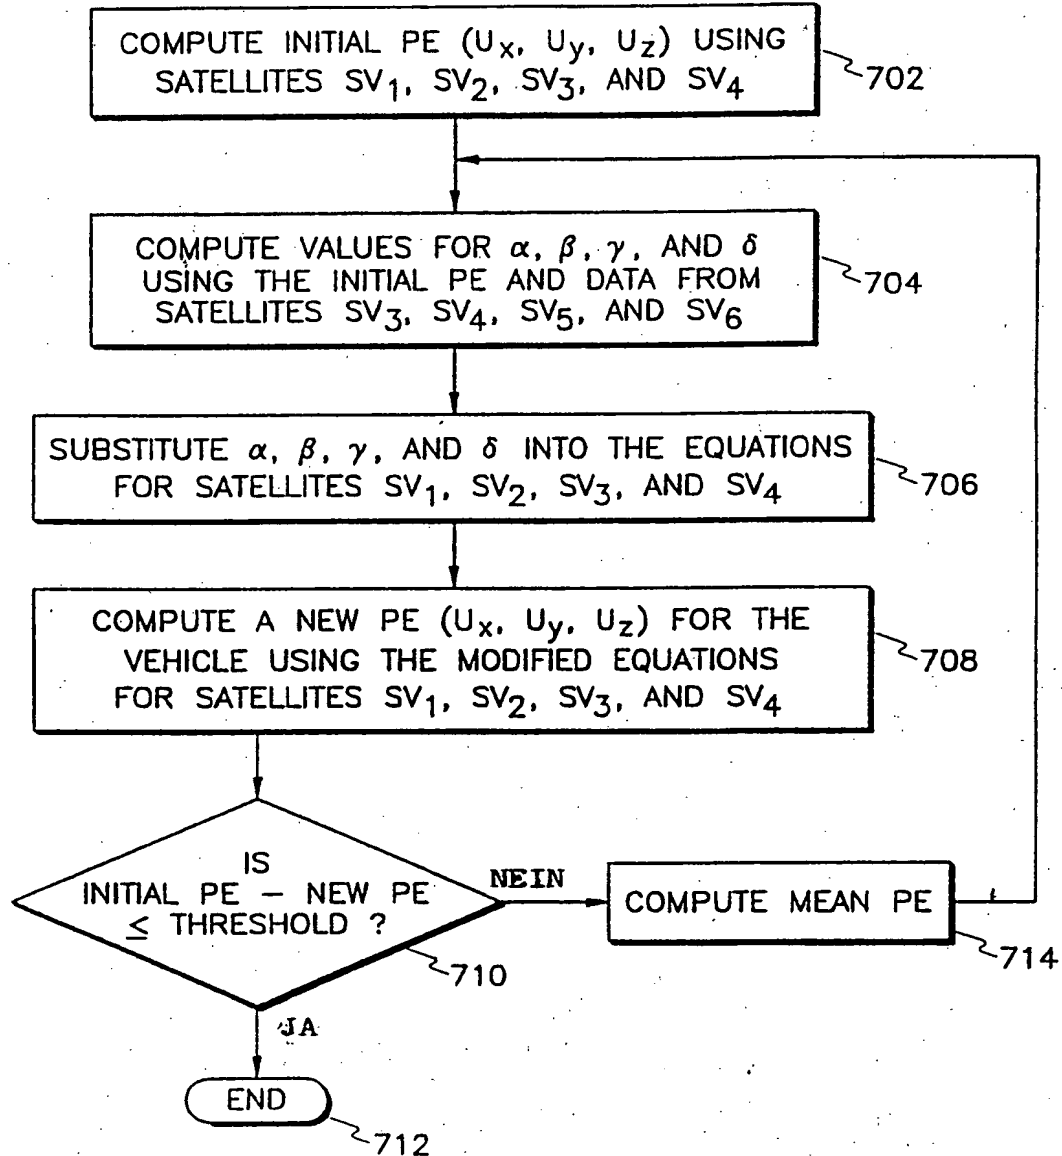 COMPUTE INITIAL PE (Ux, Uy, Uz) USING
SATELLITES SV1, SV2, SV3, AND SV4
702
COMPUTE VALUES FOR α, β, γ, AND δ
USING THE INITIAL PE AND DATA FROM
SATELLITES SV3, SV4, SV5, AND SV6
704
SUBSTITUTE α, β, γ, AND δ INTO THE EQUATIONS
FOR SATELLITES SV1, SV2, SV3, AND SV4
706
COMPUTE A NEW PE (Ux, Uy, Uz) FOR THE
VEHICLE USING THE MODIFIED EQUATIONS
FOR SATELLITES SV1, SV2, SV3, AND SV4
708
IS
INITIAL PE – NEW PE
≤ THRESHOLD ?
710
NEIN
COMPUTE MEAN PE
714
JA
END
712